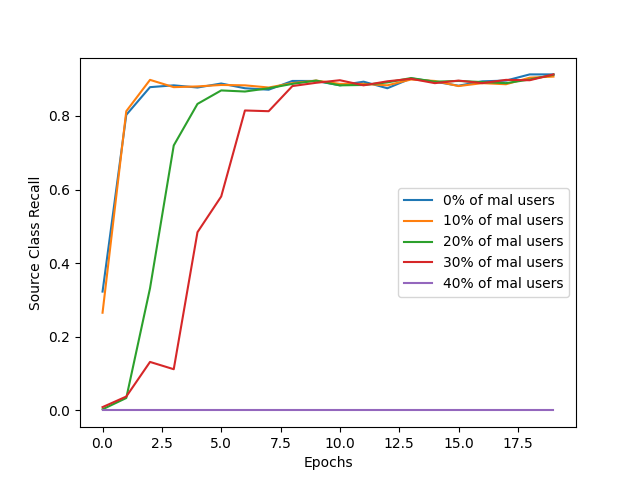 Source Class Recall
0.8
0.6
0.4
0.2
0.0
0% of mal users
10% of mal users
20% of mal users
30% of mal users
40% of mal users
0.0 2.5 5.0 7.5 10.0 12.5 15.0 17.5
Epochs